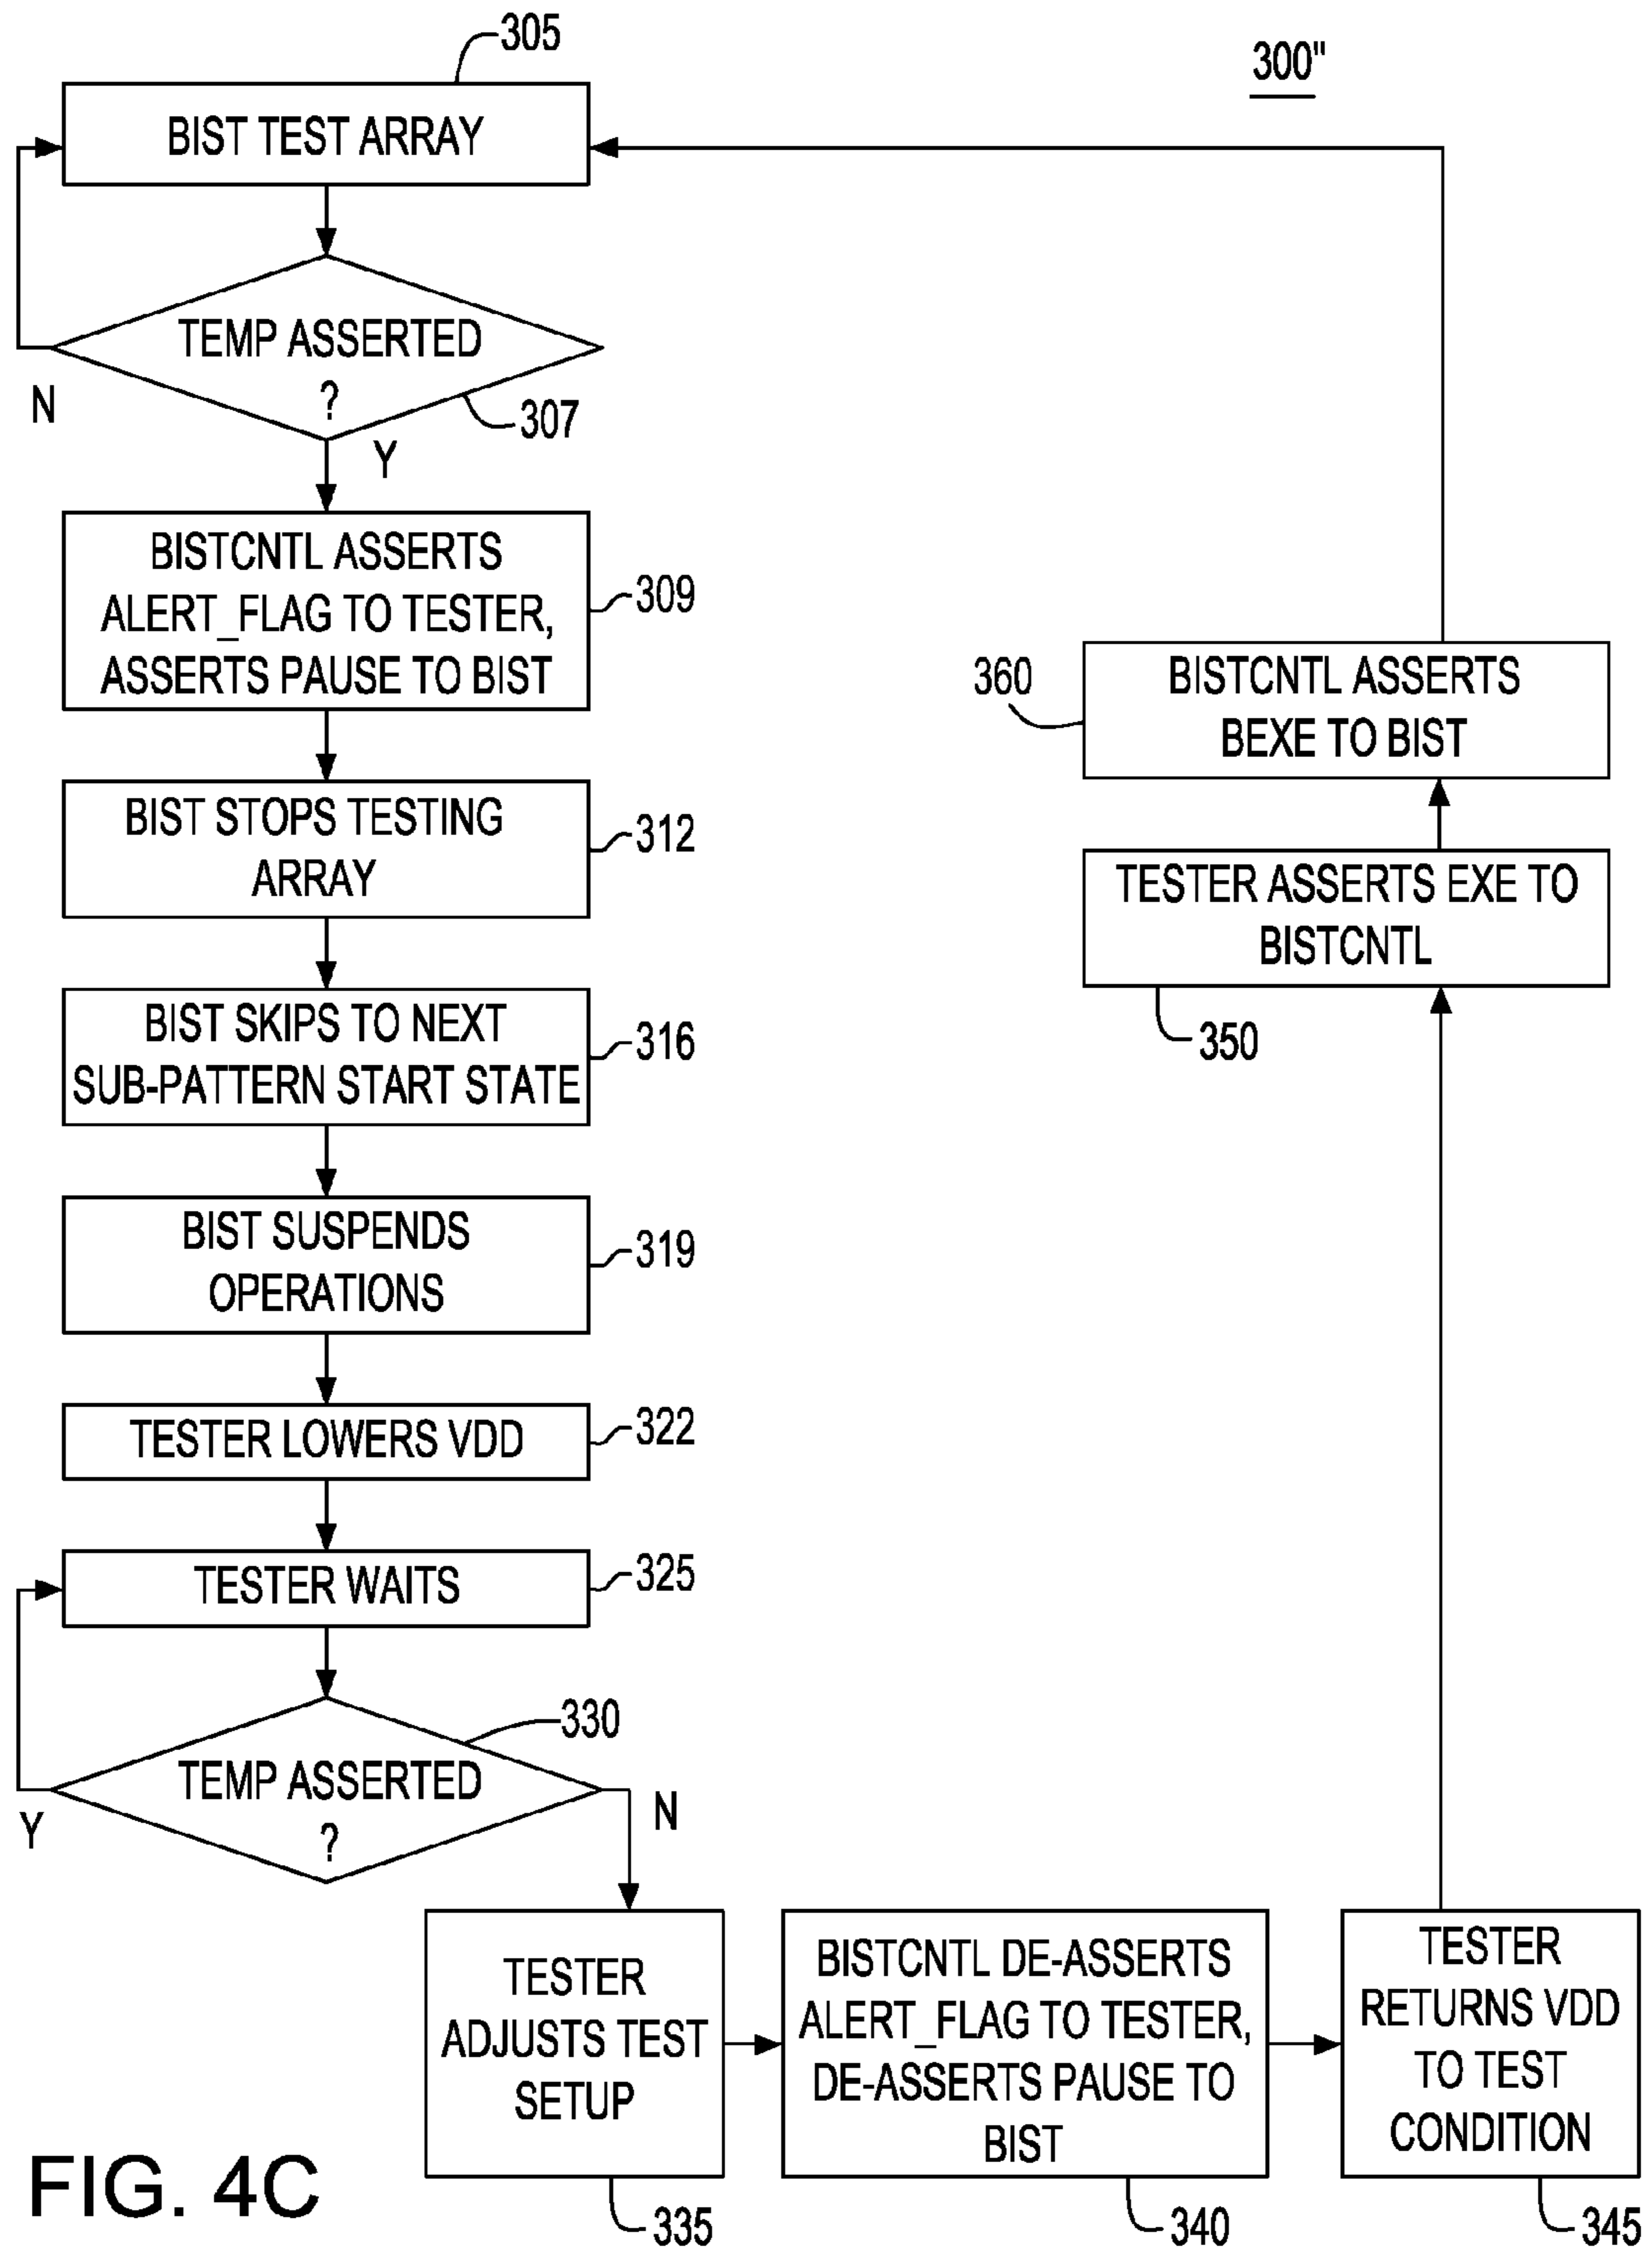 305
300"
BIST TEST ARRAY
TEMP ASSERTED
?
N
307
Y
BISTCNTL ASSERTS
ALERT_FLAG TO TESTER,
ASSERTS PAUSE TO BIST
309
BIST STOPS TESTING
ARRAY
312
BIST SKIPS TO NEXT
SUB-PATTERN START STATE
316
BIST SUSPENDS
OPERATIONS
319
TESTER LOWERS VDD
322
TESTER WAITS
325
TEMP ASSERTED
?
330
Y
N
TESTER
ADJUSTS TEST
SETUP
335
BISTCNTL DE-ASSERTS
ALERT_FLAG TO TESTER,
DE-ASSERTS PAUSE TO
BIST
340
TESTER
RETURNS VDD
TO TEST
CONDITION
345
TESTER ASSERTS EXE TO
BISTCNTL
350
360
BISTCNTL ASSERTS
BEXE TO BIST
FIG. 4C